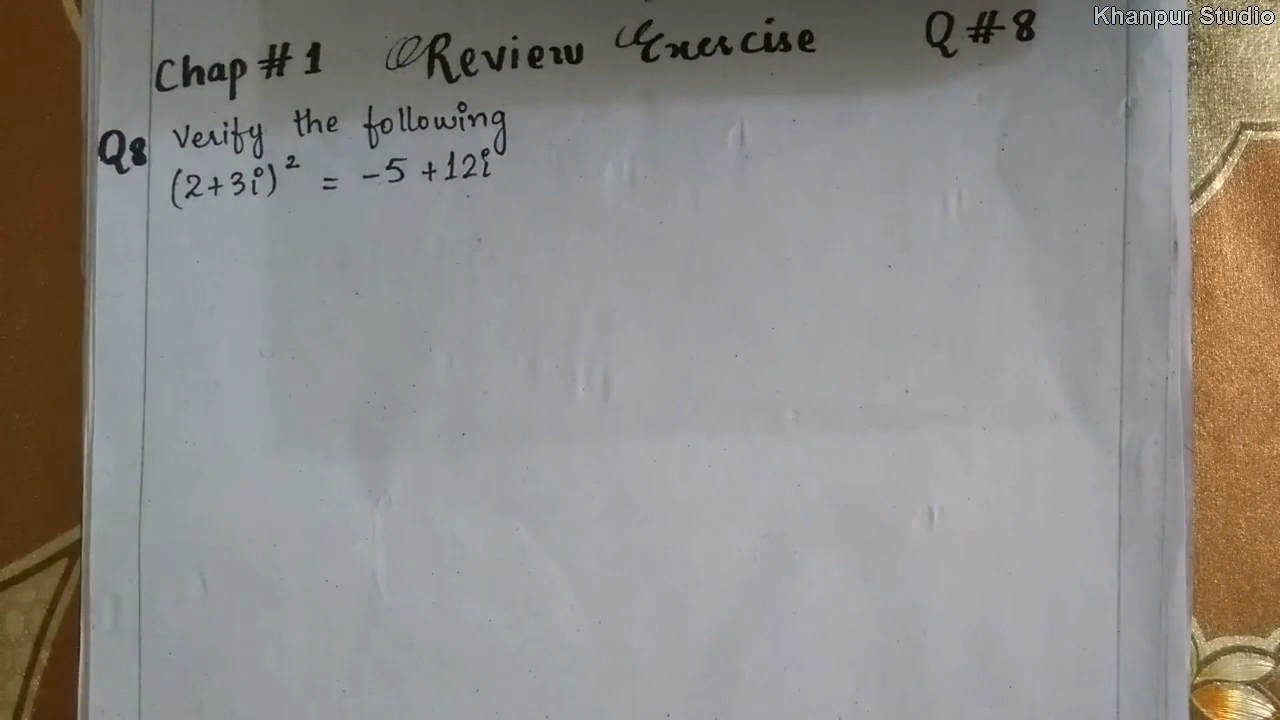 Khanpur Studio
Chap #1 Review Exercise Q #8
Q8 Verify the following
(2+3i)² = -5 +12i